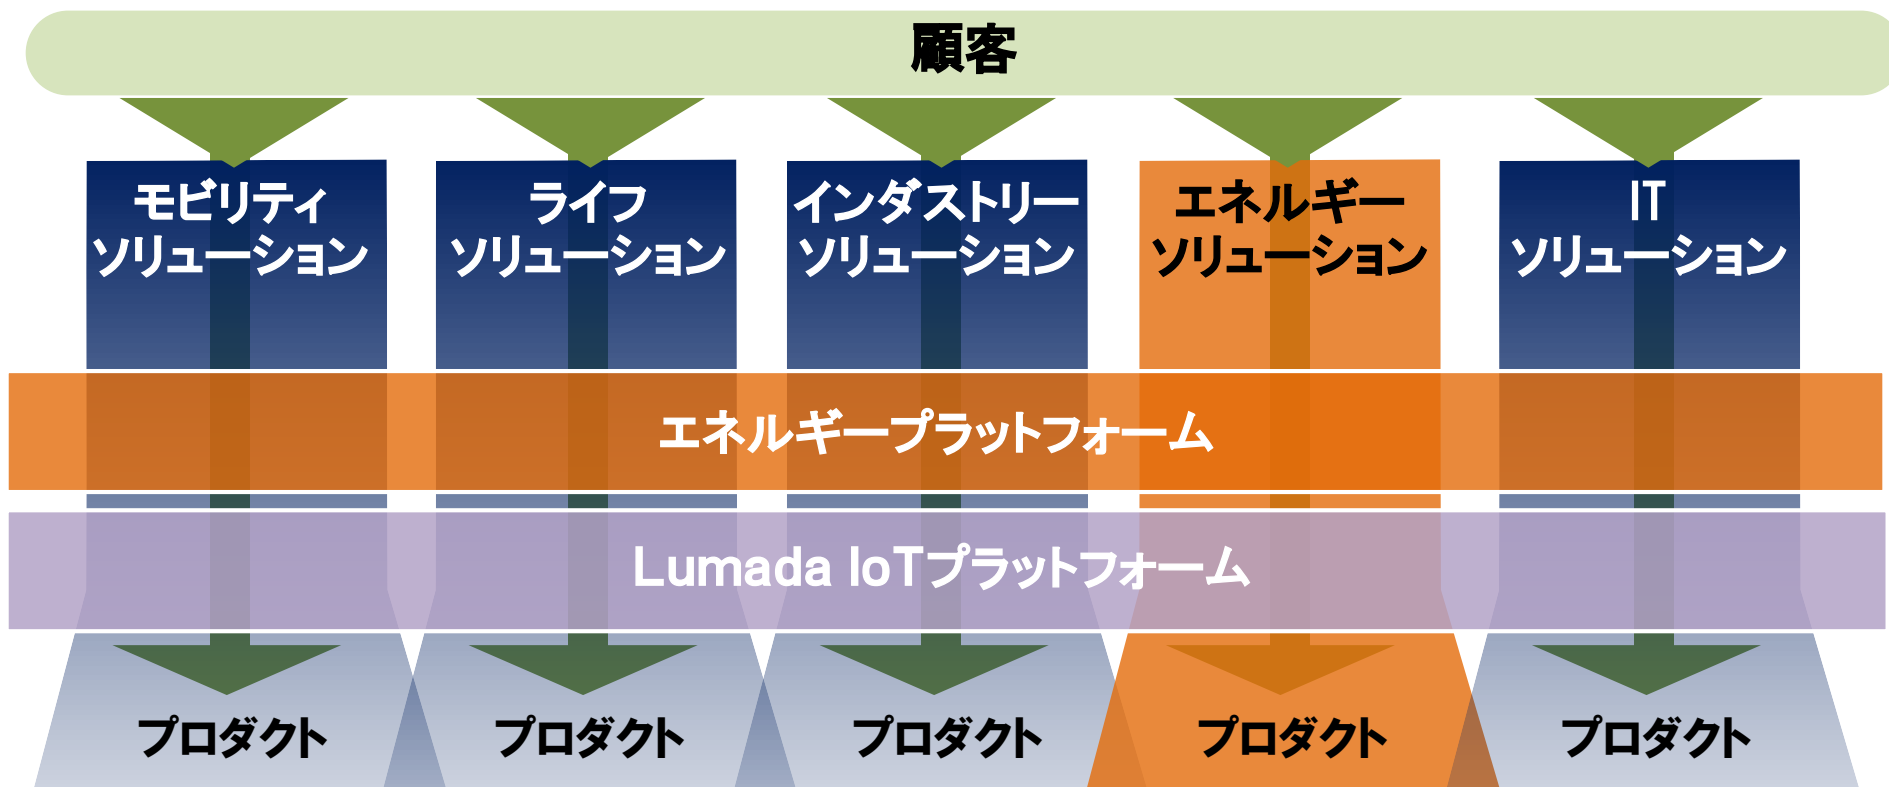 顧客
モビリティ
ソリューション
ライフ
ソリューション
インダストリー
ソリューション
エネルギー
ソリューション
IT
ソリューション
エネルギープラットフォーム
Lumada IoTプラットフォーム
プロダクト
プロダクト
プロダクト
プロダクト
プロダクト